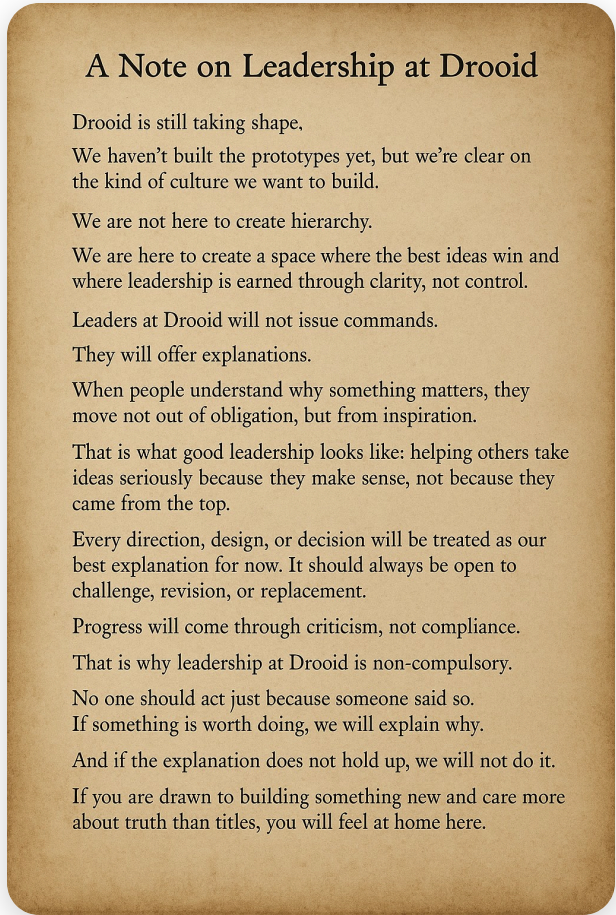 A Note on Leadership at Drooid
Drooid is still taking shape,
We haven’t built the prototypes yet, but we’re clear on
the kind of culture we want to build.
We are not here to create hierarchy.
We are here to create a space where the best ideas win and
where leadership is earned through clarity, not control.
Leaders at Drooid will not issue commands.
They will offer explanations.
When people understand why something matters, they
move not out of obligation, but from inspiration.
That is what good leadership looks like: helping others take
ideas seriously because they make sense, not because they
came from the top.
Every direction, design, or decision will be treated as our
best explanation for now. It should always be open to
challenge, revision, or replacement.
Progress will come through criticism, not compliance.
That is why leadership at Drooid is non-compulsory.
No one should act just because someone said so.
If something is worth doing, we will explain why.
And if the explanation does not hold up, we will not do it.
If you are drawn to building something new and care more
about truth than titles, you will feel at home here.